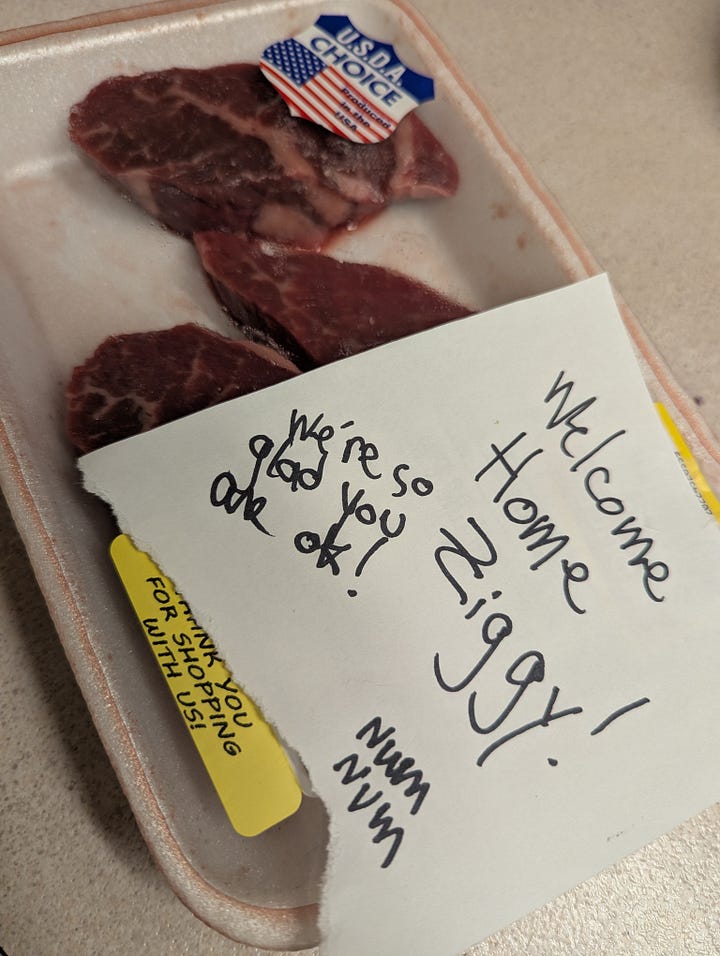 U.S.D.A.
CHOICE
Produced
in the
USA
Welcome
Home
Ziggy!
We're so
glad you
are ok!
Num
Num
THANK YOU
FOR SHOPPING
WITH US!